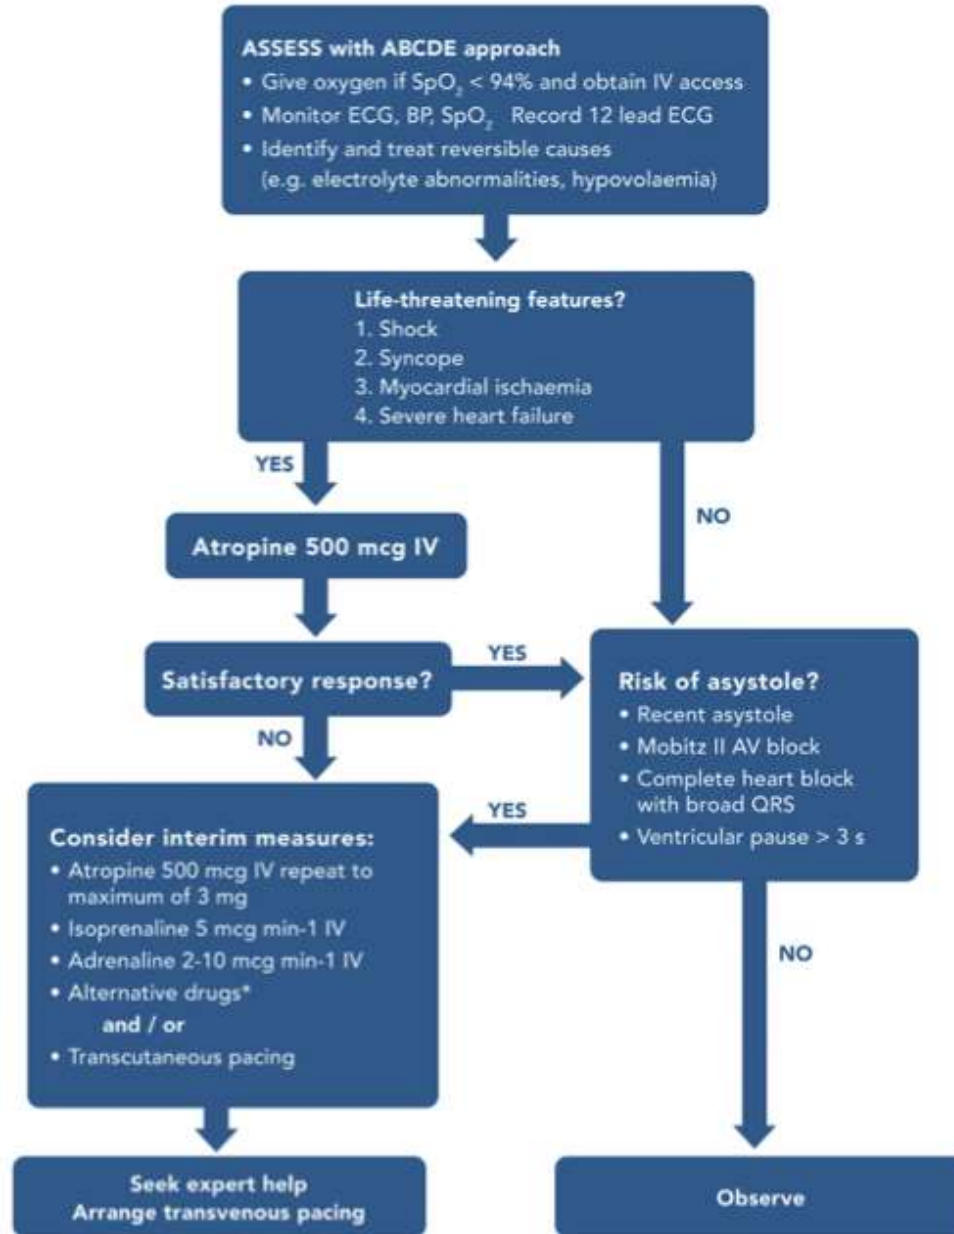 ASSESS with ABCDE approach
• Give oxygen if SpO₂ < 94% and obtain IV access
• Monitor ECG, BP, SpO₂ Record 12 lead ECG
• Identify and treat reversible causes
(e.g. electrolyte abnormalities, hypovolaemia)
Life-threatening features?
1. Shock
2. Syncope
3. Myocardial ischaemia
4. Severe heart failure
YES
NO
Atropine 500 mcg IV
Satisfactory response?
YES
NO
Risk of asystole?
• Recent asystole
• Mobitz II AV block
• Complete heart block
with broad QRS
• Ventricular pause > 3 s
YES
NO
Consider interim measures:
• Atropine 500 mcg IV repeat to
maximum of 3 mg
• Isoprenaline 5 mcg min-1 IV
• Adrenaline 2-10 mcg min-1 IV
• Alternative drugs*
and / or
• Transcutaneous pacing
Seek expert help
Arrange transvenous pacing
Observe